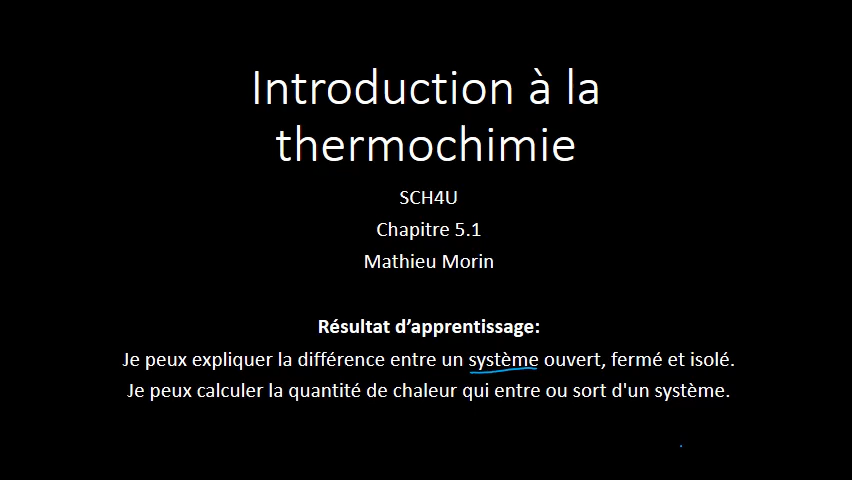 Introduction à la
thermochimie
SCH4U
Chapitre 5.1
Mathieu Morin
Résultat d’apprentissage:
Je peux expliquer la différence entre un système ouvert, fermé et isolé.
Je peux calculer la quantité de chaleur qui entre ou sort d'un système.